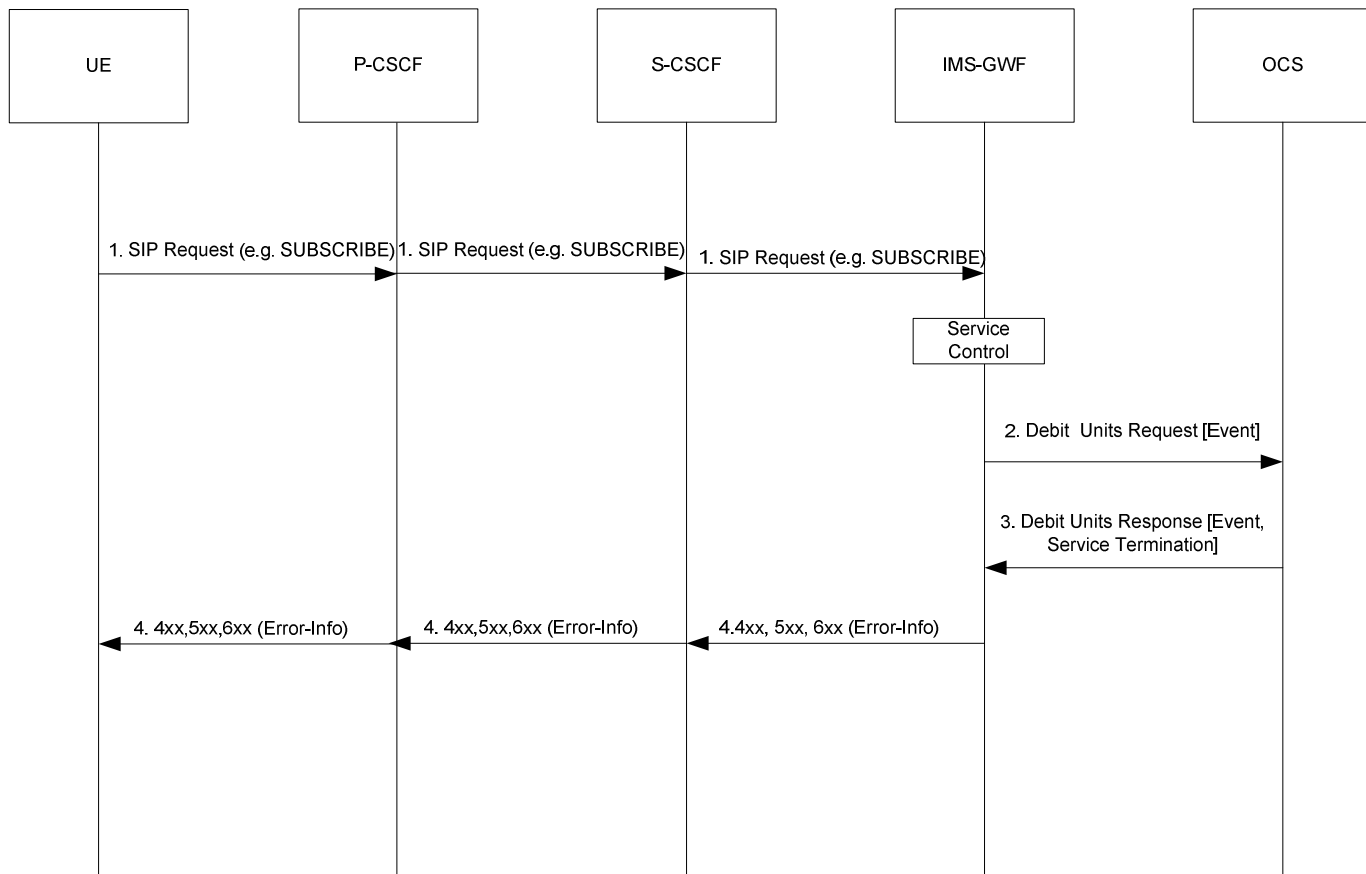 UE
P-CSCF
S-CSCF
IMS-GWF
OCS
1. SIP Request (e.g. SUBSCRIBE)
1. SIP Request (e.g. SUBSCRIBE)
1. SIP Request (e.g. SUBSCRIBE)
Service
Control
2. Debit Units Request [Event]
3. Debit Units Response [Event,
Service Termination]
4. 4xx,5xx,6xx (Error-Info)
4. 4xx,5xx,6xx (Error-Info)
4.4xx, 5xx, 6xx (Error-Info)